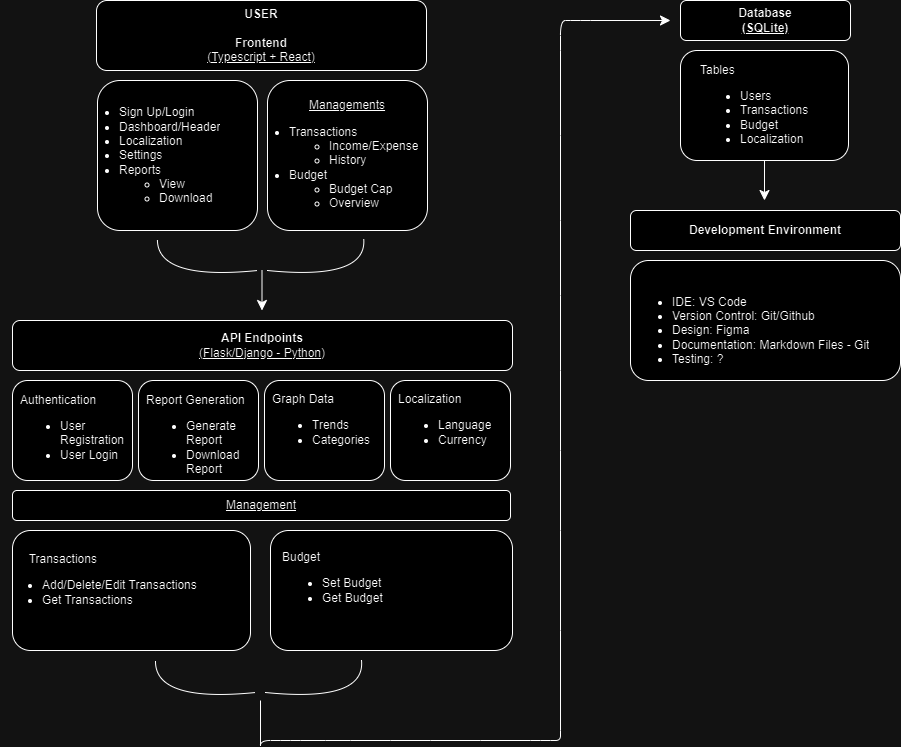 USER
Frontend
(Typescript + React)
Sign Up/Login
Dashboard/Header
Localization
Settings
Reports
View
Download
Managements
Transactions
Income/Expense
History
Budget
Budget Cap
Overview
API Endpoints
(Flask/Django - Python)
Authentication
User
Registration
User Login
Report Generation
Generate
Report
Download
Report
Graph Data
Trends
Categories
Localization
Language
Currency
Management
Transactions
Add/Delete/Edit Transactions
Get Transactions
Budget
Set Budget
Get Budget
Database
(SQLite)
Tables
Users
Transactions
Budget
Localization
Development Environment
IDE: VS Code
Version Control: Git/Github
Design: Figma
Documentation: Markdown Files - Git
Testing: ?